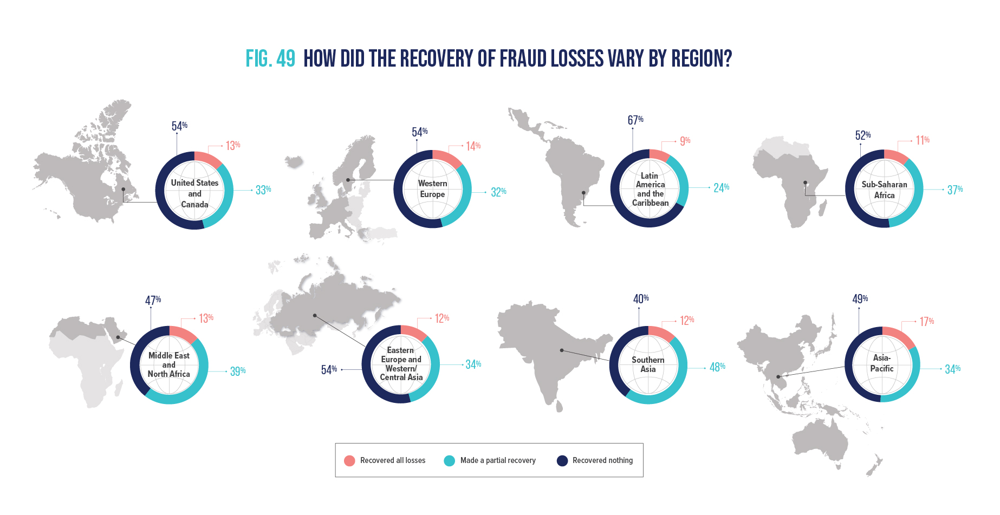 FIG. 49 HOW DID THE RECOVERY OF FRAUD LOSSES VARY BY REGION?
54%
13%
United States
and
Canada
33%
54%
14%
Western
Europe
32%
67%
9%
Latin
America
and the
Caribbean
24%
52%
11%
Sub-Saharan
Africa
37%
47%
13%
Middle East
and
North Africa
39%
12%
Eastern
Europe and
Western/
Central Asia
54%
34%
40%
12%
Southern
Asia
48%
49%
17%
Asia-
Pacific
34%
Recovered all losses
Made a partial recovery
Recovered nothing